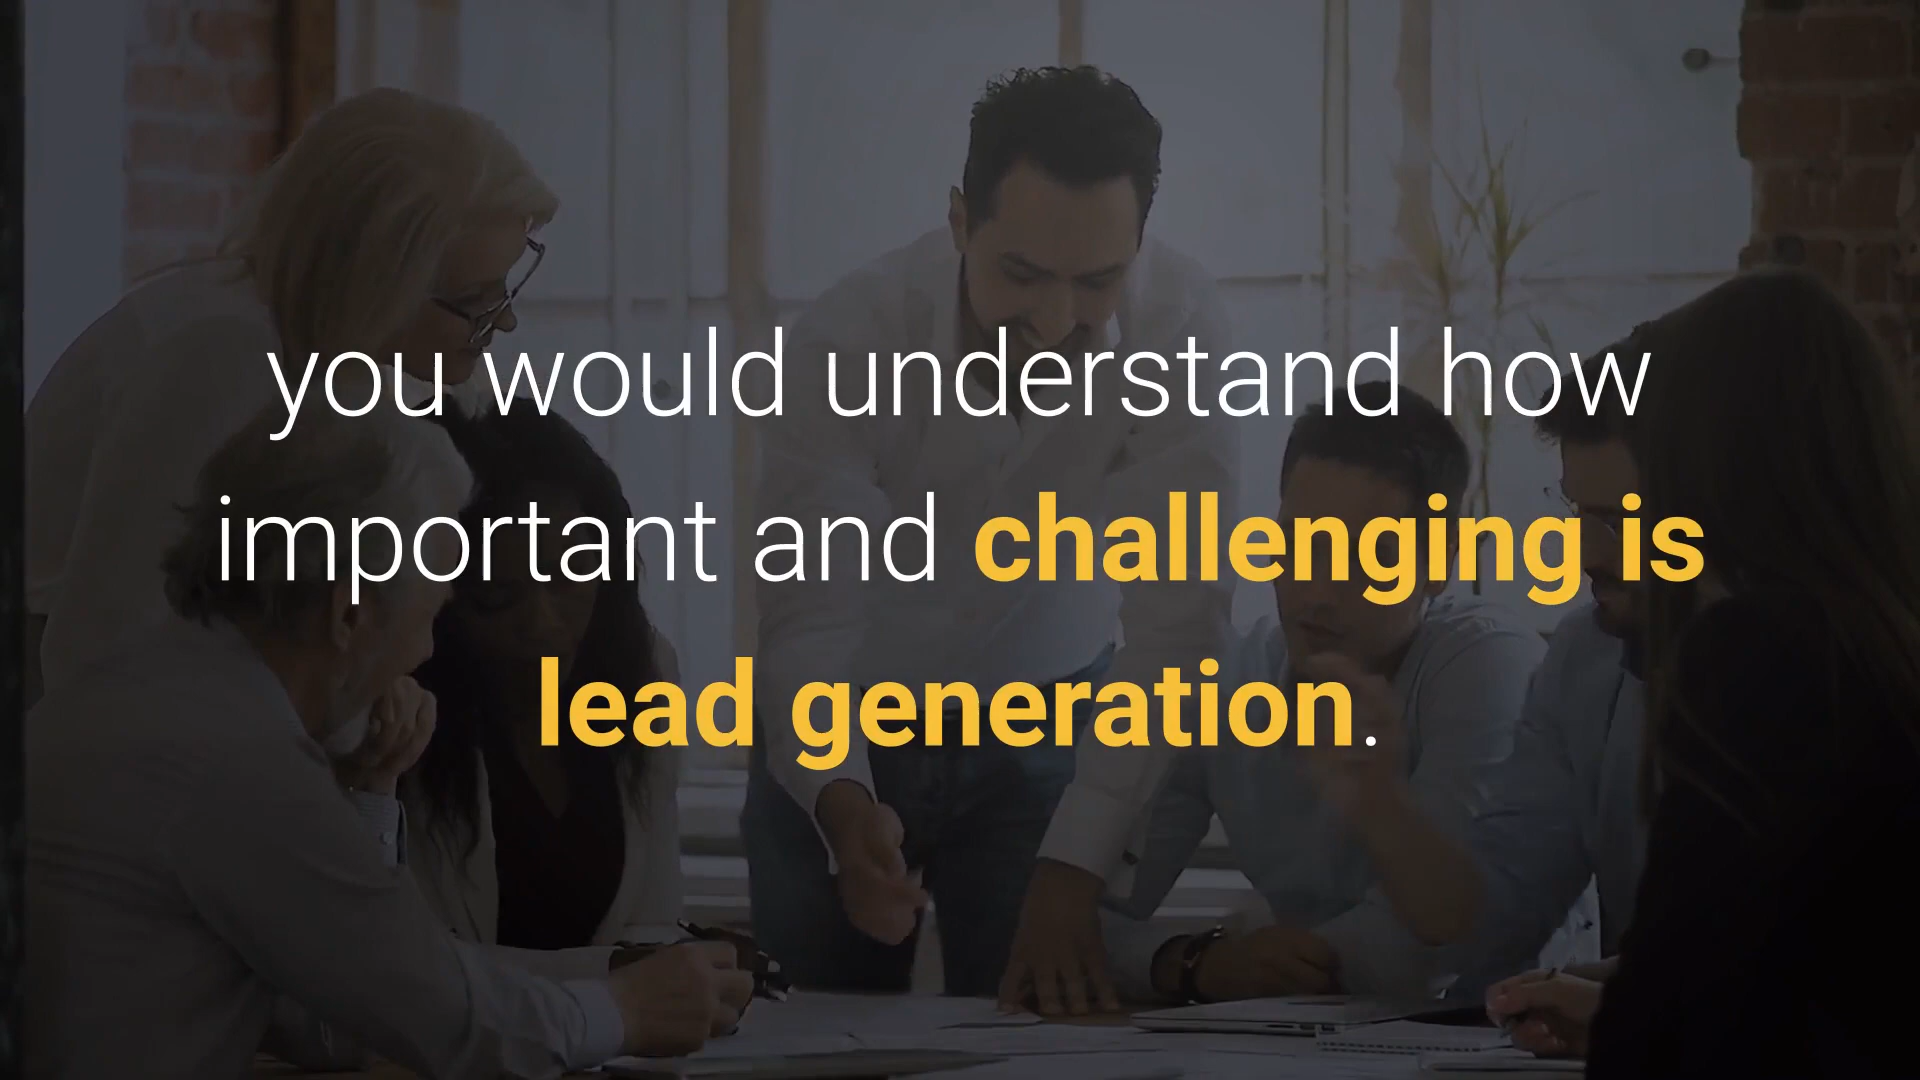 you would understand how
important and challenging is
lead generation.